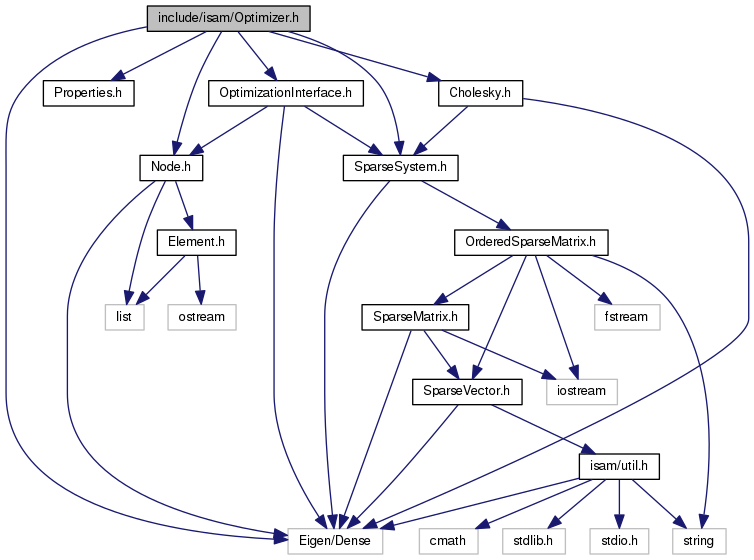 include/isam/Optimizer.h
Properties.h
OptimizationInterface.h
Cholesky.h
Node.h
SparseSystem.h
Element.h
OrderedSparseMatrix.h
list
ostream
SparseMatrix.h
fstream
SparseVector.h
iostream
isam/util.h
Eigen/Dense
cmath
stdlib.h
stdio.h
string